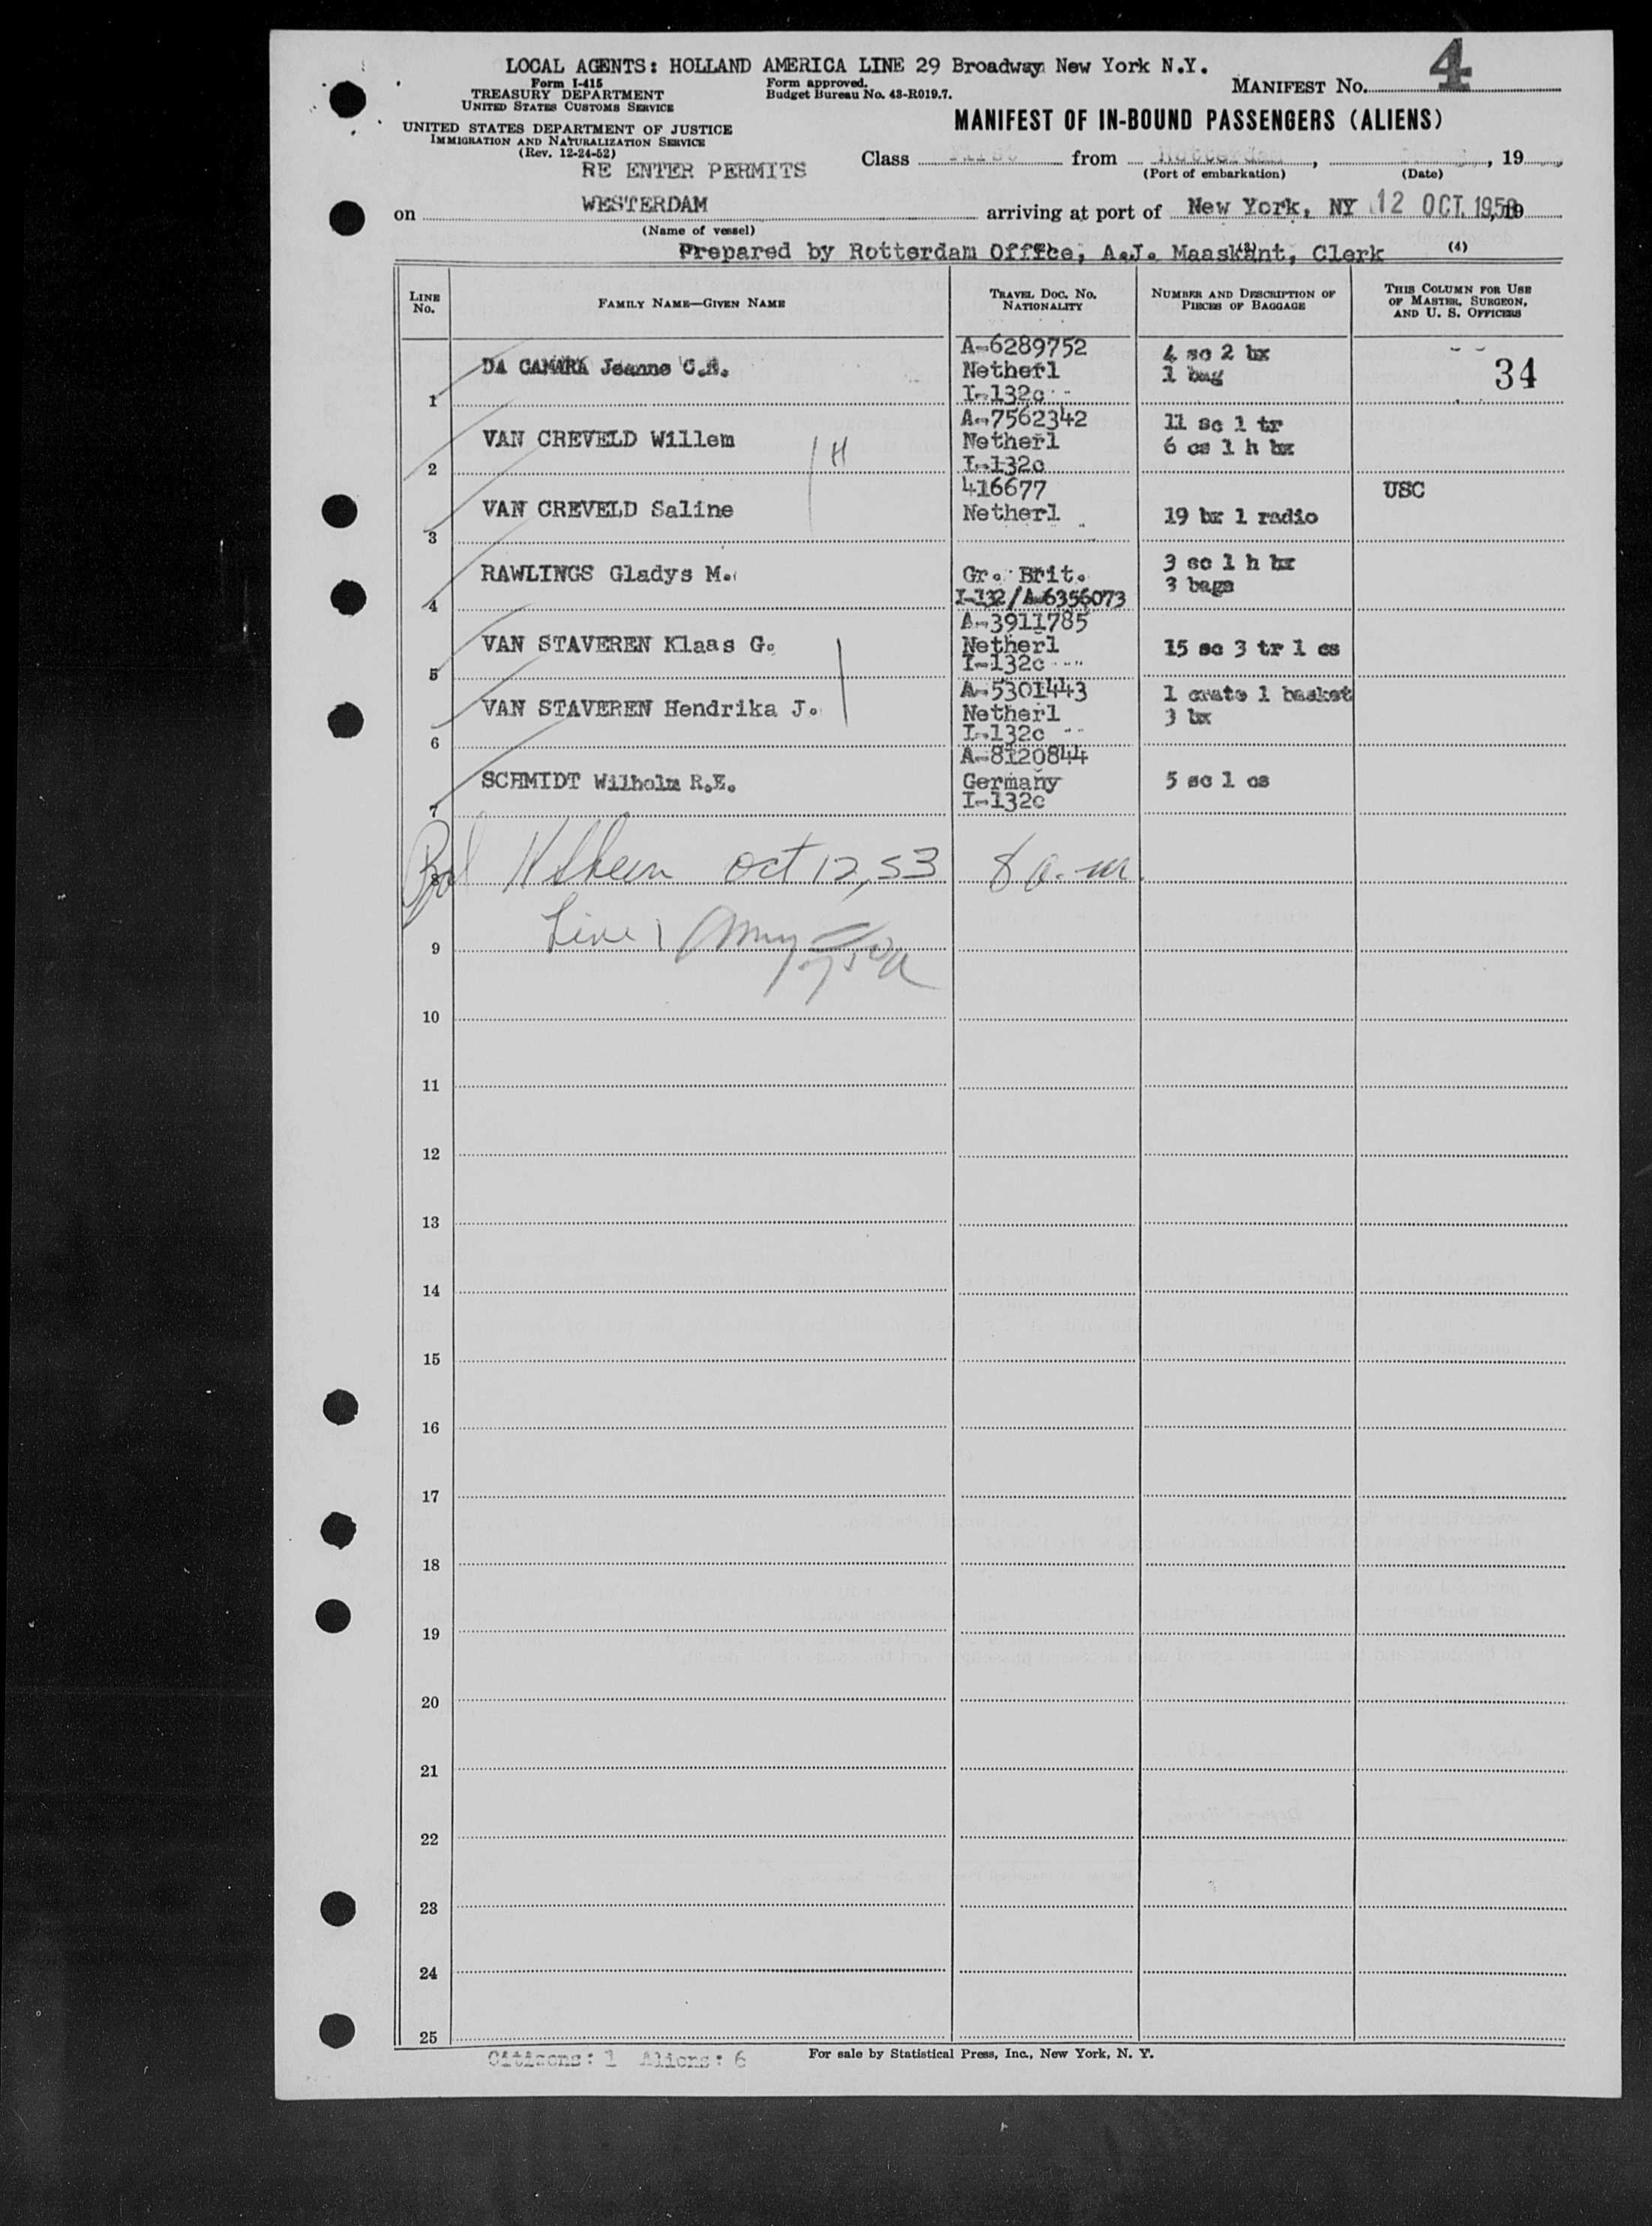 LOCAL AGENTS: HOLLAND AMERICA LINE 29 Broadway New York N.Y.
4
Form I-415
TREASURY DEPARTMENT
UNITED STATES CUSTOMS SERVICE
Form approved.
Budget Bureau No. 43-R019.7.
MANIFEST No.
UNITED STATES DEPARTMENT OF JUSTICE
IMMIGRATION AND NATURALIZATION SERVICE
(Rev. 12-24-52)
MANIFEST OF IN-BOUND PASSENGERS (ALIENS)
RE ENTER PERMITS
Class First from Rotterdam, , 19
(Port of embarkation) (Date)
on WESTERDAM arriving at port of New York, NY 12 OCT. 1953, 19
(Name of vessel)
Prepared by Rotterdam Office, A.J. Maaskant, Clerk
(3) (4)
LINE No. FAMILY NAME—GIVEN NAME TRAVEL DOC. NO. NATIONALITY NUMBER AND DESCRIPTION OF PIECES OF BAGGAGE THIS COLUMN FOR USE OF MASTER, SURGEON, AND U. S. OFFICERS
A-6289752
DA CAMARA Jeanne C.R. Netherl 4 sc 2 bx 34
1 I-132c 1 bag
A-7562342
VAN CREVELD Willem H Netherl 11 sc 1 tr
2 I-132c 6 cs 1 h bx
416677 USC
VAN CREVELD Saline Netherl 19 bx 1 radio
3
RAWLINGS Gladys M. Gr. Brit. 3 sc 1 h bx
4 I-132/A-6356073 3 bags
A-3911785
VAN STAVEREN Klaas G. Netherl 15 sc 3 tr 1 cs
5 I-132c
A-5301443
VAN STAVEREN Hendrika J. Netherl 1 crate 1 basket
6 I-132c 3 bx
A-8120844
SCHMIDT Wilhelm R.E. Germany 5 sc 1 cs
7 I-132c
8 Oct 12, 53 8 a.m.
9 Line 1
10
11
12
13
14
15
16
17
18
19
20
21
22
23
24
25
Citizens: 1 Aliens: 6
For sale by Statistical Press, Inc., New York, N. Y.